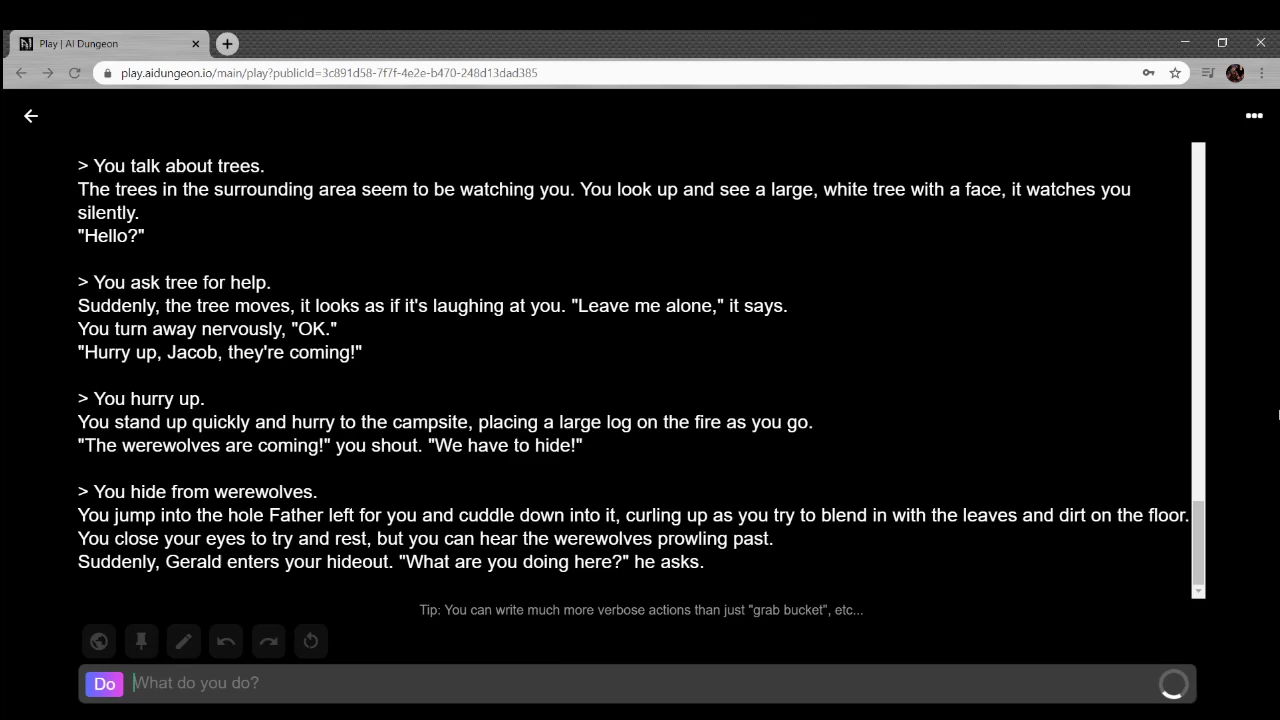 Play | AI Dungeon
play.aidungeon.io/main/play?publicId=3c891d58-7f7f-4e2e-b470-248d13dad385
> You talk about trees.
The trees in the surrounding area seem to be watching you. You look up and see a large, white tree with a face, it watches you
silently.
"Hello?"
> You ask tree for help.
Suddenly, the tree moves, it looks as if it's laughing at you. "Leave me alone," it says.
You turn away nervously, "OK."
"Hurry up, Jacob, they're coming!"
> You hurry up.
You stand up quickly and hurry to the campsite, placing a large log on the fire as you go.
"The werewolves are coming!" you shout. "We have to hide!"
> You hide from werewolves.
You jump into the hole Father left for you and cuddle down into it, curling up as you try to blend in with the leaves and dirt on the floor.
You close your eyes to try and rest, but you can hear the werewolves prowling past.
Suddenly, Gerald enters your hideout. "What are you doing here?" he asks.
Tip: You can write much more verbose actions than just "grab bucket", etc...
Do What do you do?